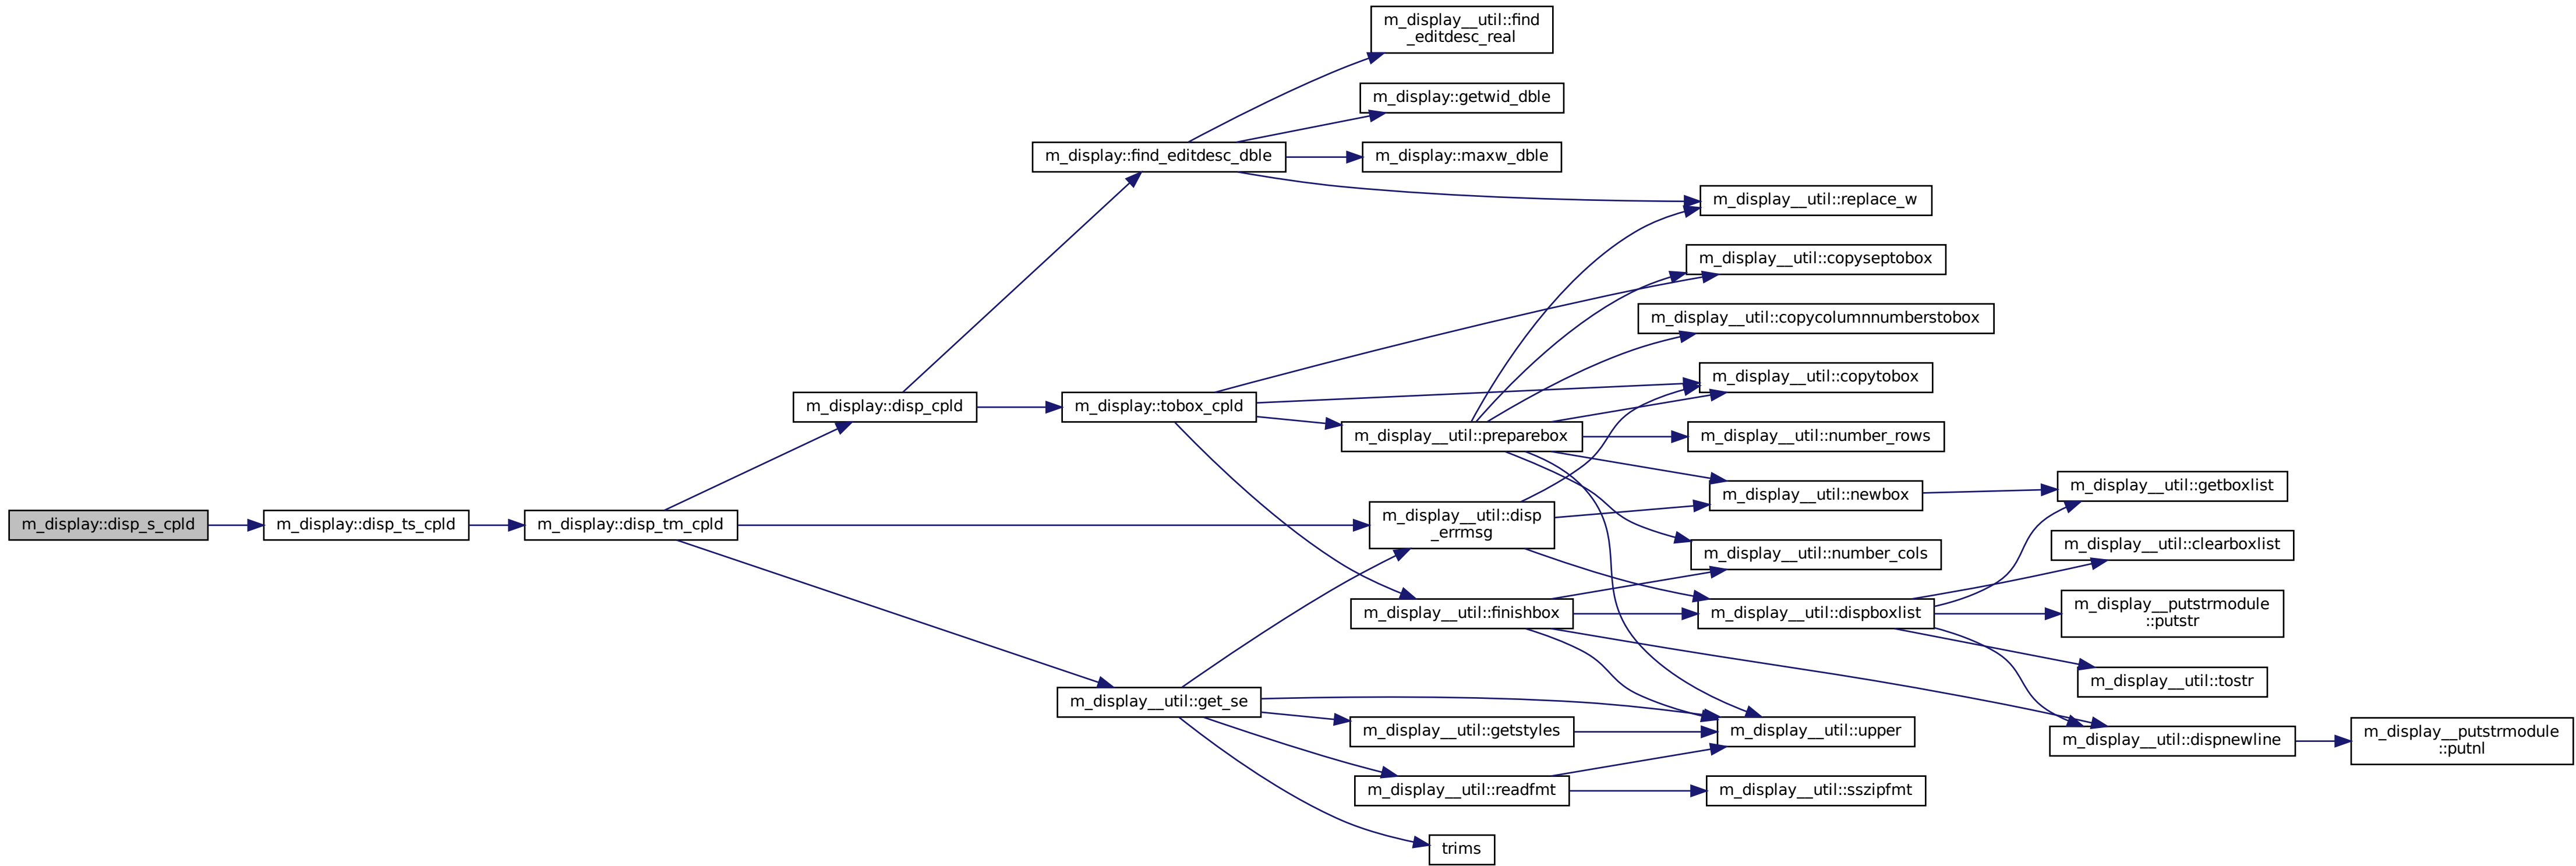 m_display__util::find
_editdesc_real
m_display::getwid_dble
m_display::find_editdesc_dble
m_display::maxw_dble
m_display__util::replace_w
m_display__util::copyseptobox
m_display__util::copycolumnnumberstobox
m_display__util::copytobox
m_display::disp_cpld
m_display::tobox_cpld
m_display__util::preparebox
m_display__util::number_rows
m_display__util::newbox
m_display__util::getboxlist
m_display::disp_s_cpld
m_display::disp_ts_cpld
m_display::disp_tm_cpld
m_display__util::disp
_errmsg
m_display__util::number_cols
m_display__util::clearboxlist
m_display__util::finishbox
m_display__util::dispboxlist
m_display__putstrmodule
::putstr
m_display__util::tostr
m_display__util::get_se
m_display__util::getstyles
m_display__util::upper
m_display__util::dispnewline
m_display__putstrmodule
::putnl
m_display__util::readfmt
m_display__util::sszipfmt
trims